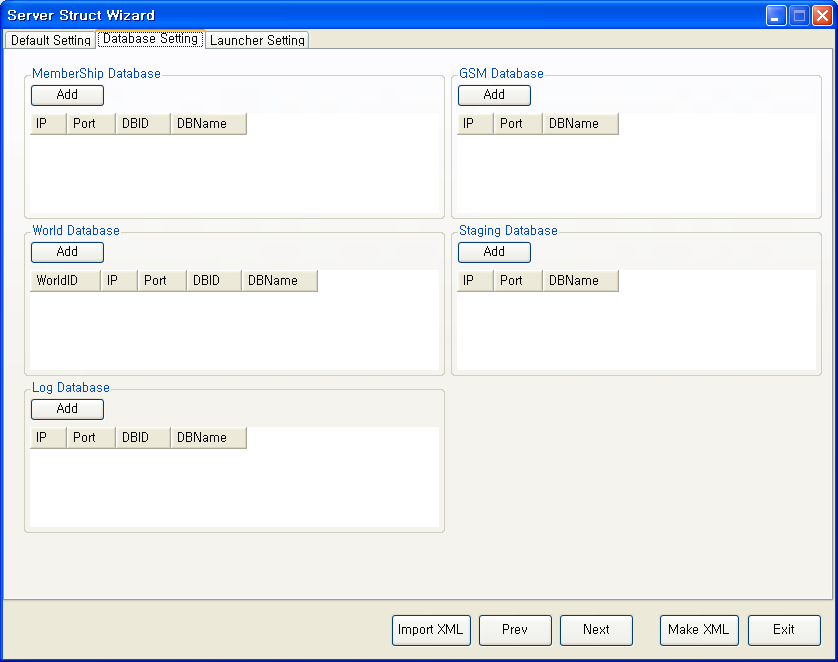 Server Struct Wizard
Default Setting Database Setting Launcher Setting
MemberShip Database
Add
IP Port DBID DBName
GSM Database
Add
IP Port DBName
World Database
Add
WorldID IP Port DBID DBName
Staging Database
Add
IP Port DBName
Log Database
Add
IP Port DBID DBName
Import XML Prev Next Make XML Exit